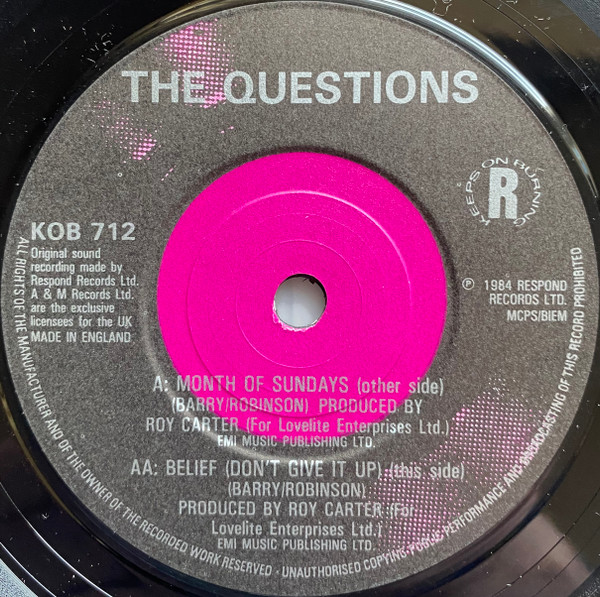 THE QUESTIONS
KEEPS ON BURNING
R
KOB 712
Original sound
recording made by
Respond Records Ltd.
A & M Records Ltd.
are the exclusive
licensees for the UK
MADE IN ENGLAND
℗ 1984 RESPOND
RECORDS LTD.
MCPS/BIEM
A: MONTH OF SUNDAYS (other side)
(BARRY/ROBINSON) PRODUCED BY
ROY CARTER (For Lovelite Enterprises Ltd.)
EMI MUSIC PUBLISHING LTD.
AA: BELIEF (DON'T GIVE IT UP) (this side)
(BARRY/ROBINSON)
PRODUCED BY ROY CARTER (For
Lovelite Enterprises Ltd.)
EMI MUSIC PUBLISHING LTD.
ALL RIGHTS OF THE MANUFACTURER AND OF THE OWNER OF THE RECORDED WORK RESERVED - UNAUTHORISED COPYING PUBLIC PERFORMANCE AND BROADCASTING OF THIS RECORD PROHIBITED